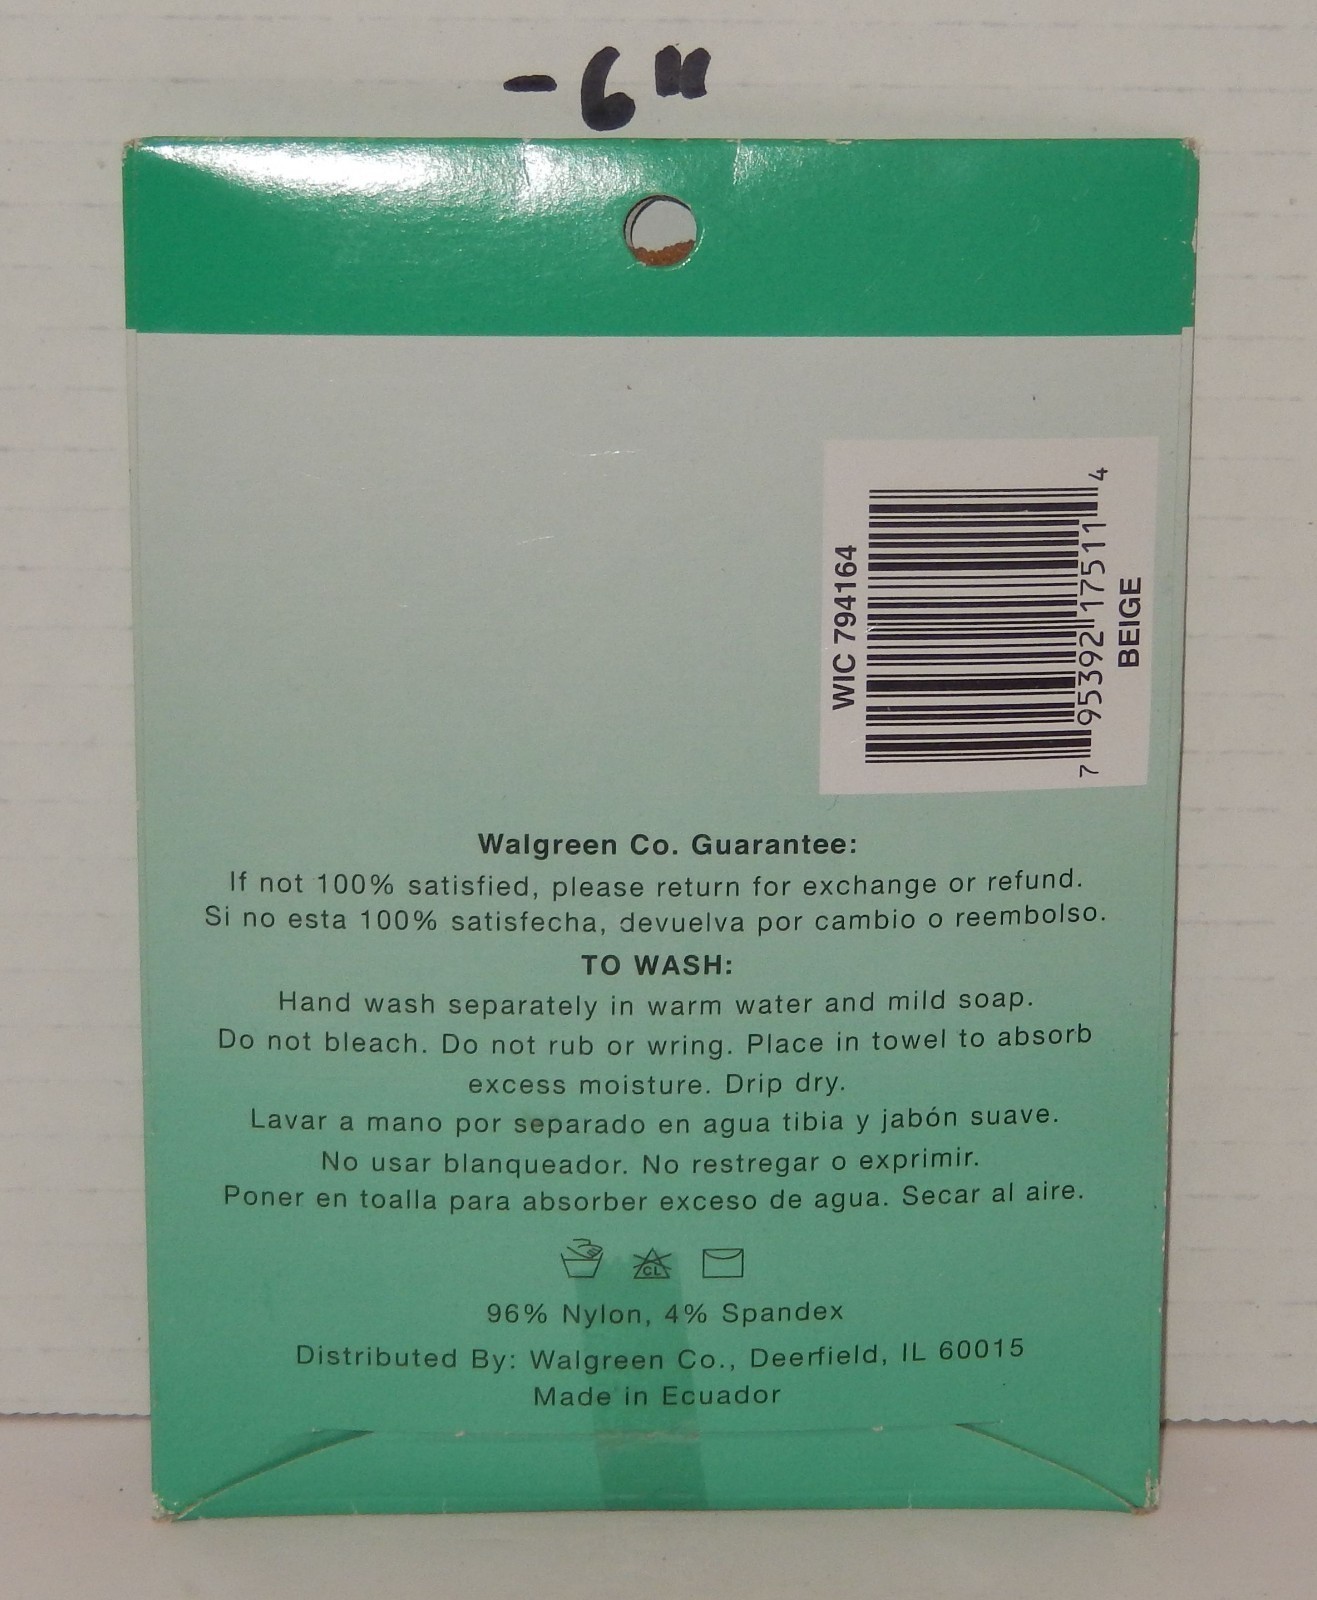 -6"
WIC 794164
7 95392 17511 4
BEIGE
Walgreen Co. Guarantee:
If not 100% satisfied, please return for exchange or refund.
Si no esta 100% satisfecha, devuelva por cambio o reembolso.
TO WASH:
Hand wash separately in warm water and mild soap.
Do not bleach. Do not rub or wring. Place in towel to absorb
excess moisture. Drip dry.
Lavar a mano por separado en agua tibia y jabón suave.
No usar blanqueador. No restregar o exprimir.
Poner en toalla para absorber exceso de agua. Secar al aire.
CL
96% Nylon, 4% Spandex
Distributed By: Walgreen Co., Deerfield, IL 60015
Made in Ecuador